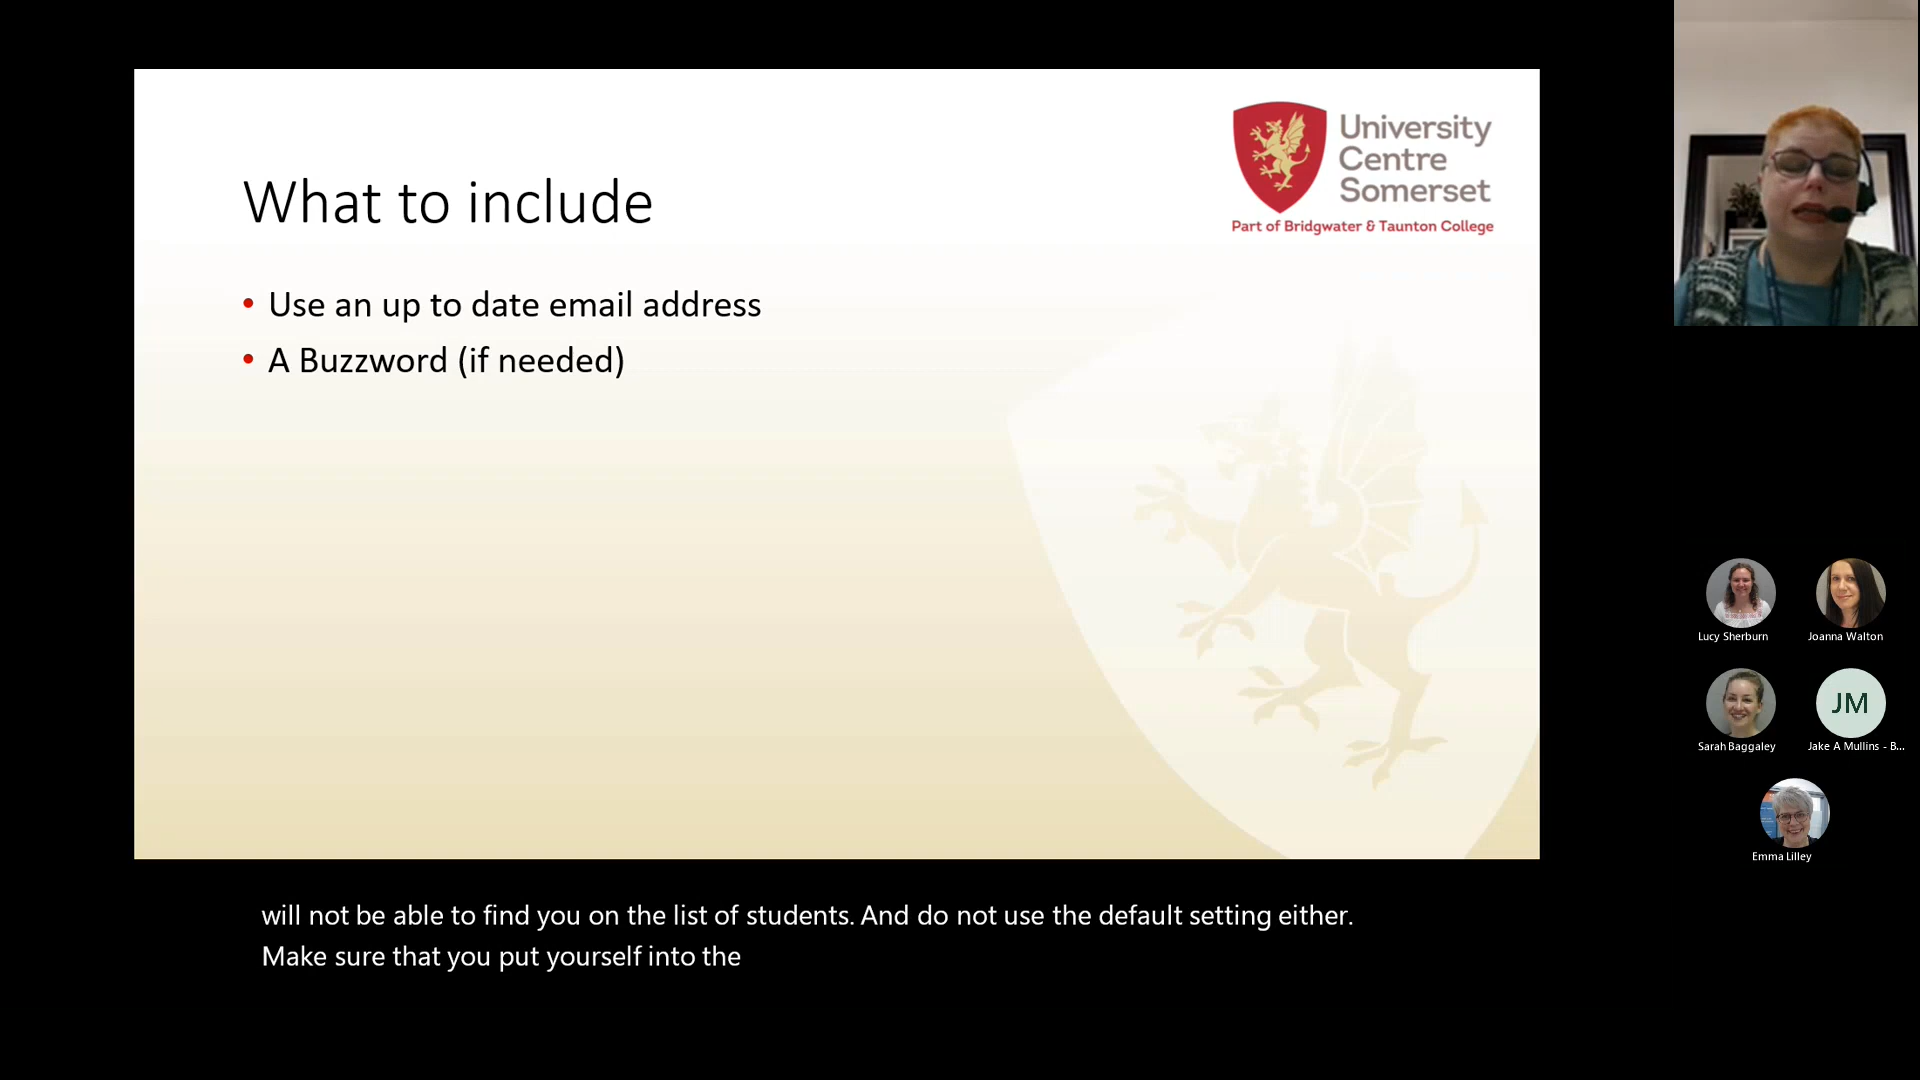 University
Centre
Somerset
Part of Bridgwater & Taunton College
What to include
• Use an up to date email address
• A Buzzword (if needed)
Lucy Sherburn
Joanna Walton
JM
Sarah Baggaley
Jake A Mullins - B...
Emma Lilley
will not be able to find you on the list of students. And do not use the default setting either.
Make sure that you put yourself into the